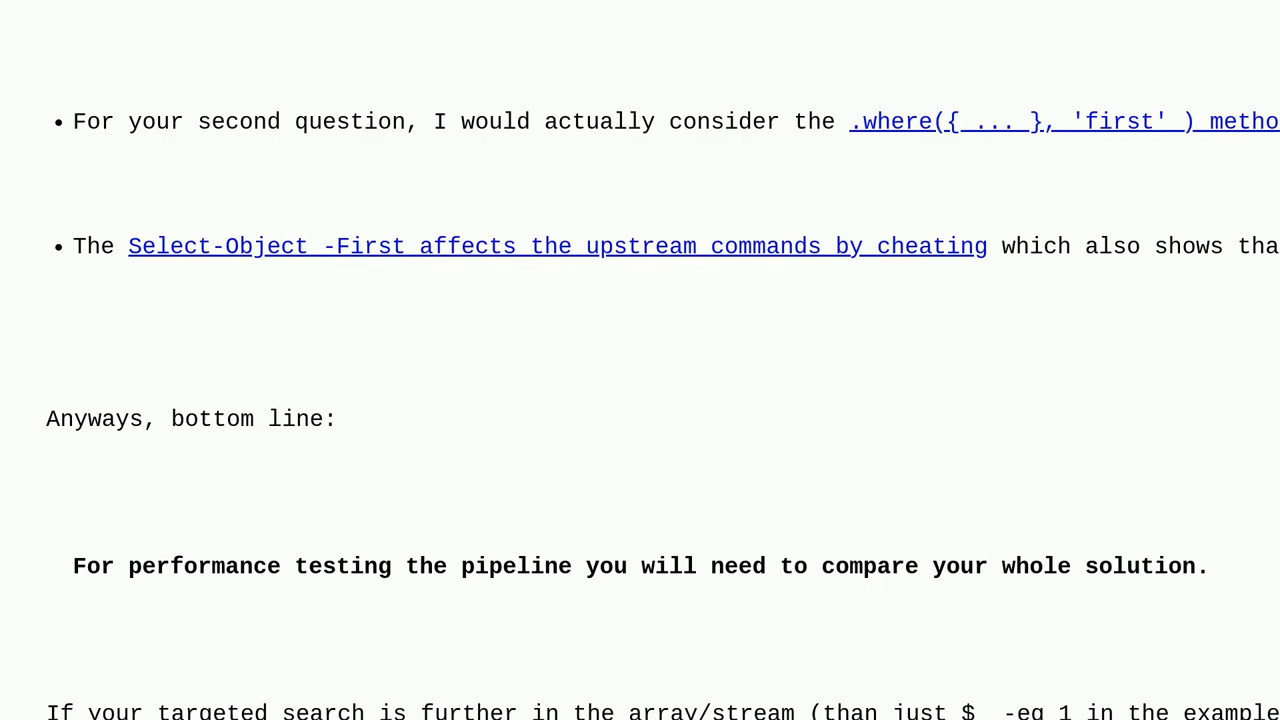 • For your second question, I would actually consider the .where({ ... }, 'first' ) metho
• The Select-Object -First affects the upstream commands by cheating which also shows tha
Anyways, bottom line:
For performance testing the pipeline you will need to compare your whole solution.
If your targeted search is further in the array/stream (than just $_ -eq 1 in the example